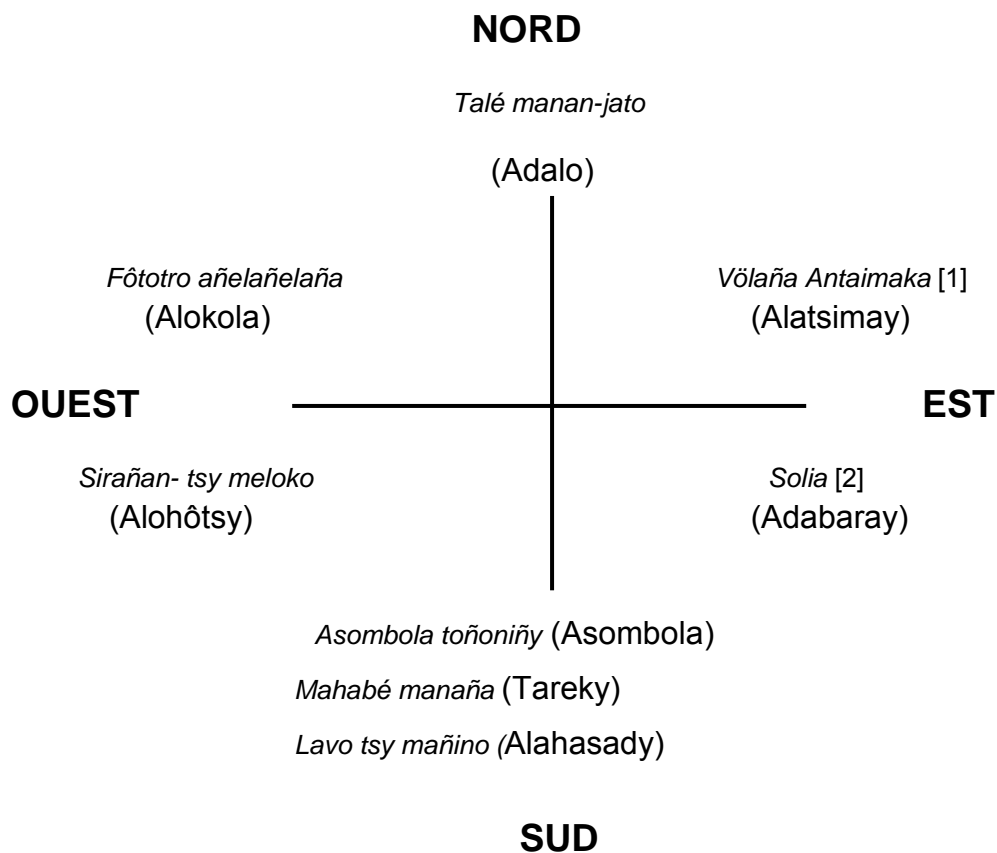 NORD
Talé manan-jato
(Adalo)
Fôtotro añelañelaña
(Alokola)
Völaña Antaimaka [1]
(Alatsimay)
OUEST
EST
Sirañan- tsy meloko
(Alohôtsy)
Solia [2]
(Adabaray)
Asombola toñoniñy (Asombola)
Mahabé manaña (Tareky)
Lavo tsy mañino (Alahasady)
SUD